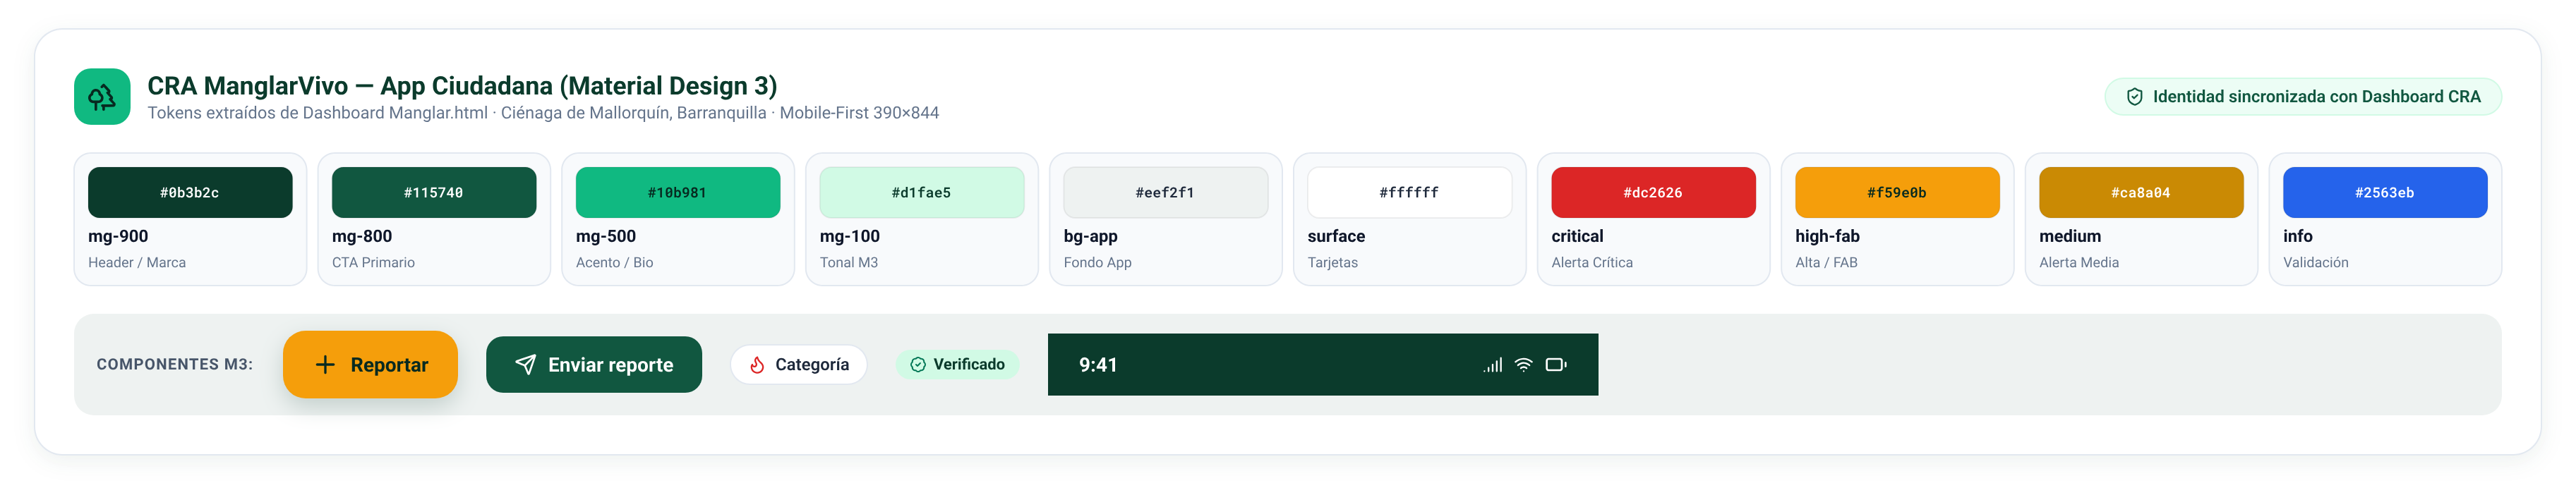 CRA ManglarVivo — App Ciudadana (Material Design 3)
Tokens extraídos de Dashboard Manglar.html · Ciénaga de Mallorquín, Barranquilla · Mobile-First 390×844
Identidad sincronizada con Dashboard CRA
#0b3b2c
mg-900
Header / Marca
#115740
mg-800
CTA Primario
#10b981
mg-500
Acento / Bio
#d1fae5
mg-100
Tonal M3
#eef2f1
bg-app
Fondo App
#ffffff
surface
Tarjetas
#dc2626
critical
Alerta Crítica
#f59e0b
high-fab
Alta / FAB
#ca8a04
medium
Alerta Media
#2563eb
info
Validación
COMPONENTES M3:
Reportar
Enviar reporte
Categoría
Verificado
9:41